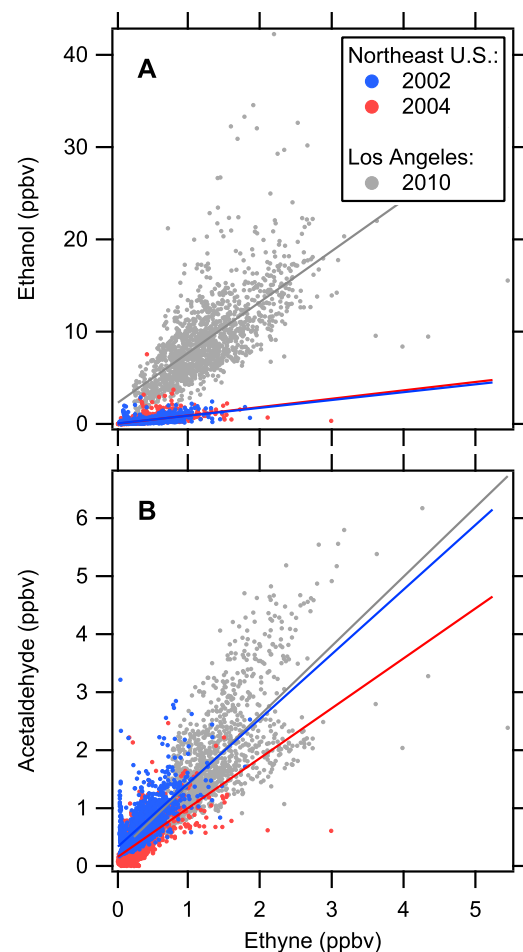 A
Northeast U.S.:
2002
2004
Los Angeles:
2010
40
30
20
10
0
Ethanol (ppbv)
B
6
5
4
3
2
1
0
Acetaldehyde (ppbv)
0 1 2 3 4 5
Ethyne (ppbv)